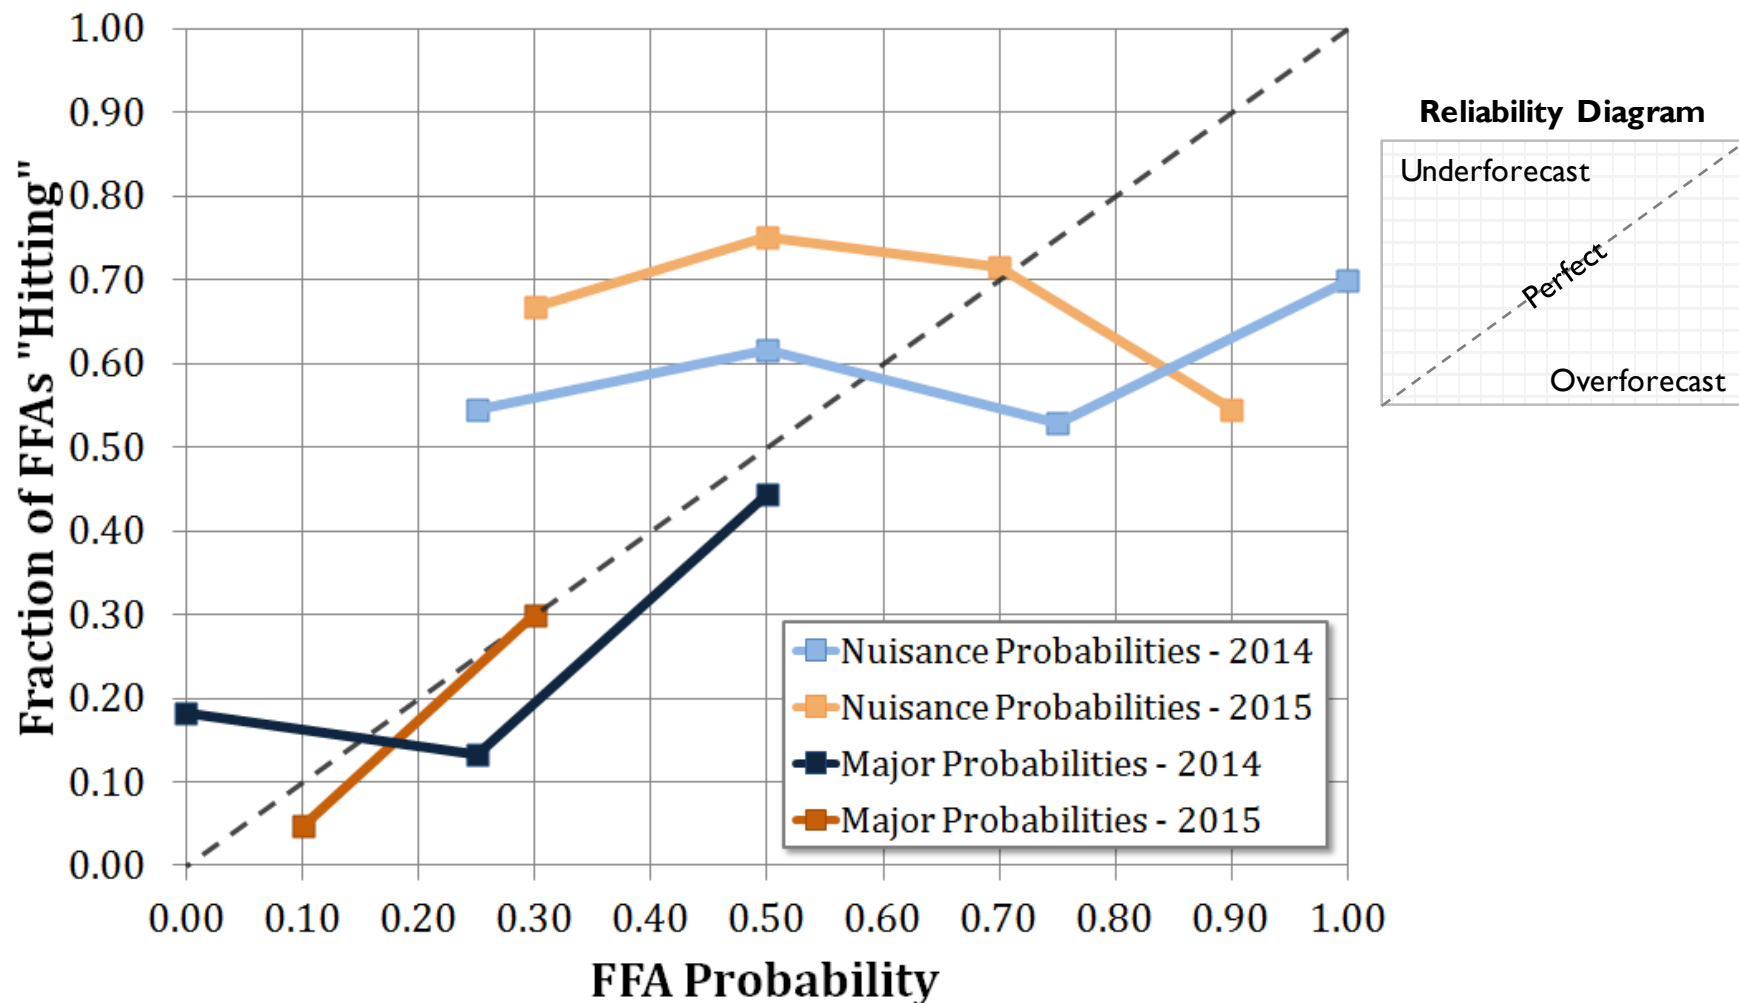 Fraction of FFAs "Hitting"
1.00
0.90
0.80
0.70
0.60
0.50
0.40
0.30
0.20
0.10
0.00
0.00 0.10 0.20 0.30 0.40 0.50 0.60 0.70 0.80 0.90 1.00
FFA Probability
Nuisance Probabilities - 2014
Nuisance Probabilities - 2015
Major Probabilities - 2014
Major Probabilities - 2015
Reliability Diagram
Underforecast
Perfect
Overforecast